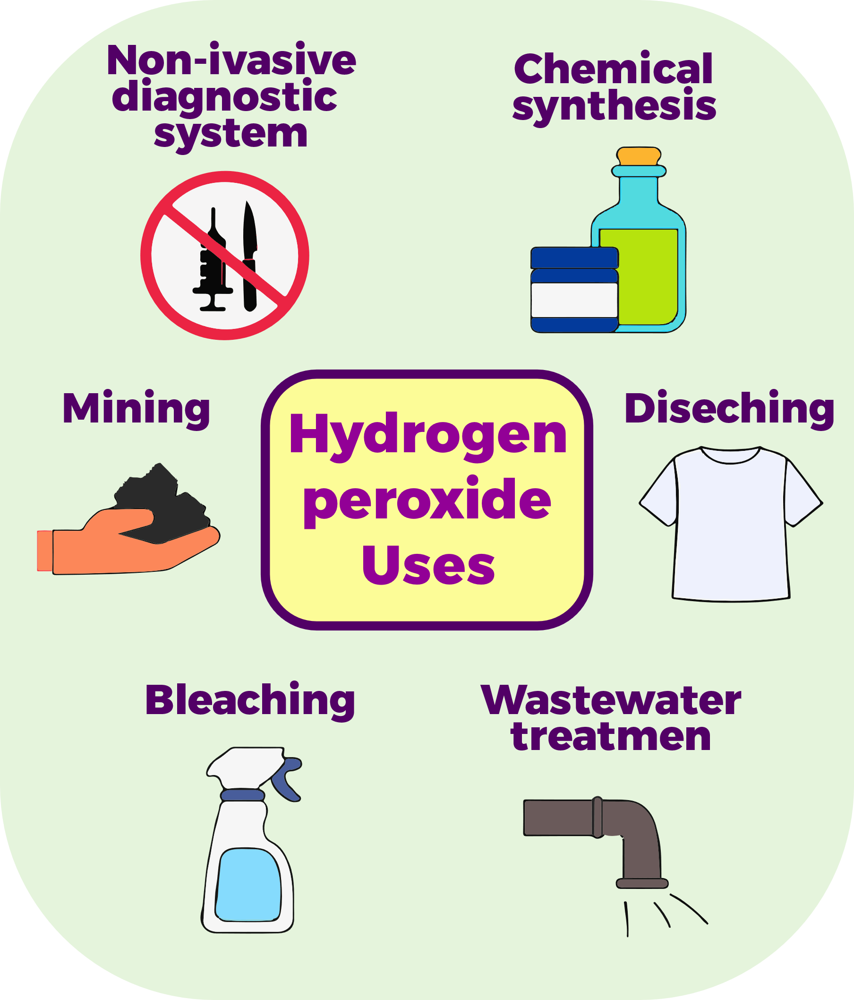 Non-ivasive
diagnostic
system
Chemical
synthesis
Mining
Hydrogen
peroxide
Uses
Diseching
Bleaching
Wastewater
treatmen